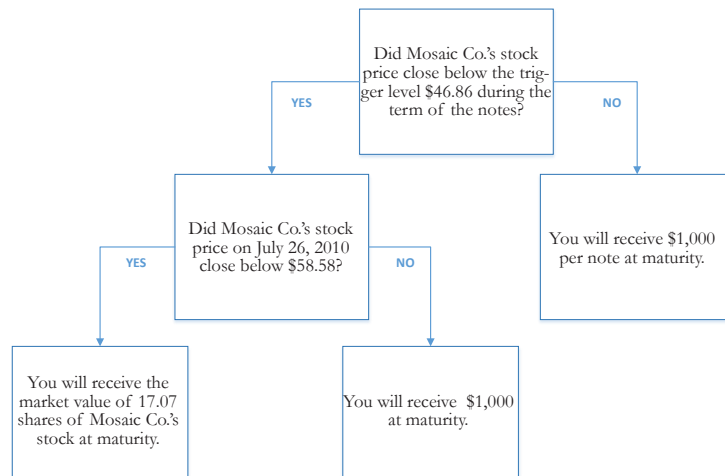 Did Mosaic Co.'s stock
price close below the trig-
ger level $46.86 during the
term of the notes?
YES
NO
Did Mosaic Co.'s stock
price on July 26, 2010
close below $58.58?
You will receive $1,000
per note at maturity.
YES
NO
You will receive the
market value of 17.07
shares of Mosaic Co.'s
stock at maturity.
You will receive $1,000
at maturity.